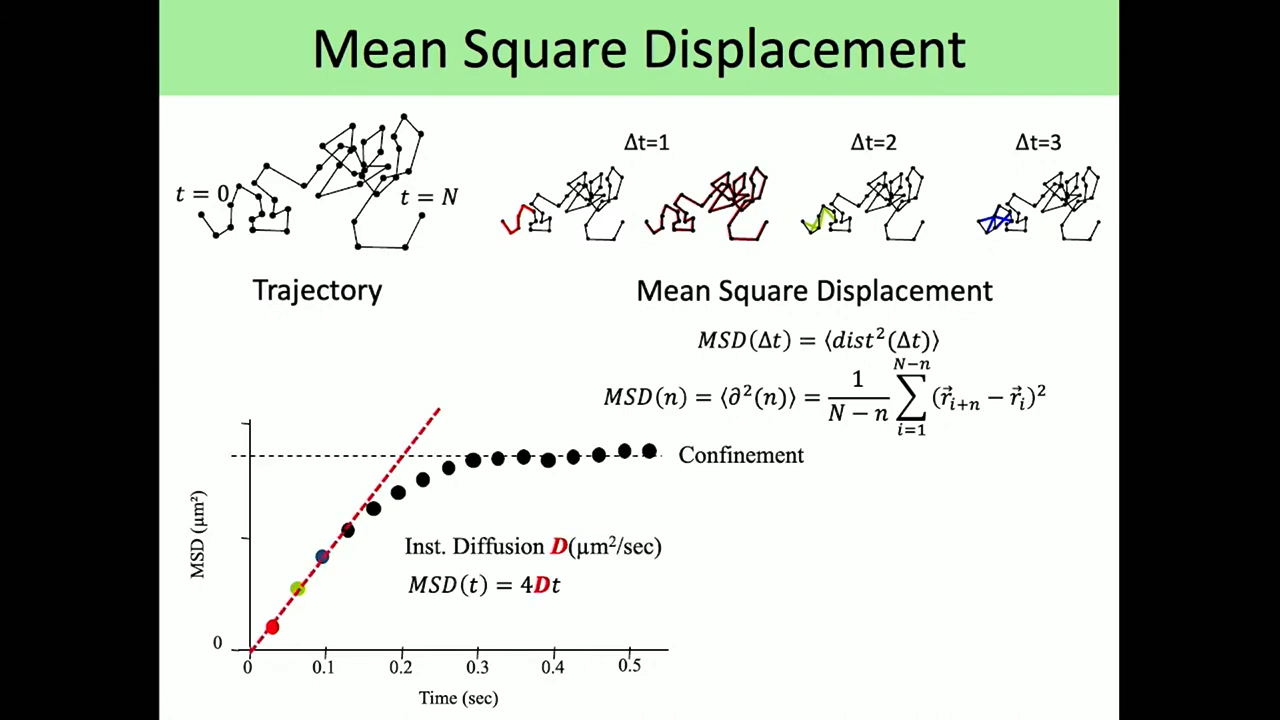 Mean Square Displacement
t = 0
t = N
Δt=1
Δt=2
Δt=3
Trajectory
Mean Square Displacement
MSD(Δt) = ⟨dist²(Δt)⟩
MSD(n) = ⟨∂²(n)⟩ = 1/(N − n) ∑_{i=1}^{N−n} (r⃗_{i+n} − r⃗_i)²
Confinement
MSD (µm²)
Inst. Diffusion D(µm²/sec)
MSD(t) = 4Dt
0
0 0.1 0.2 0.3 0.4 0.5
Time (sec)